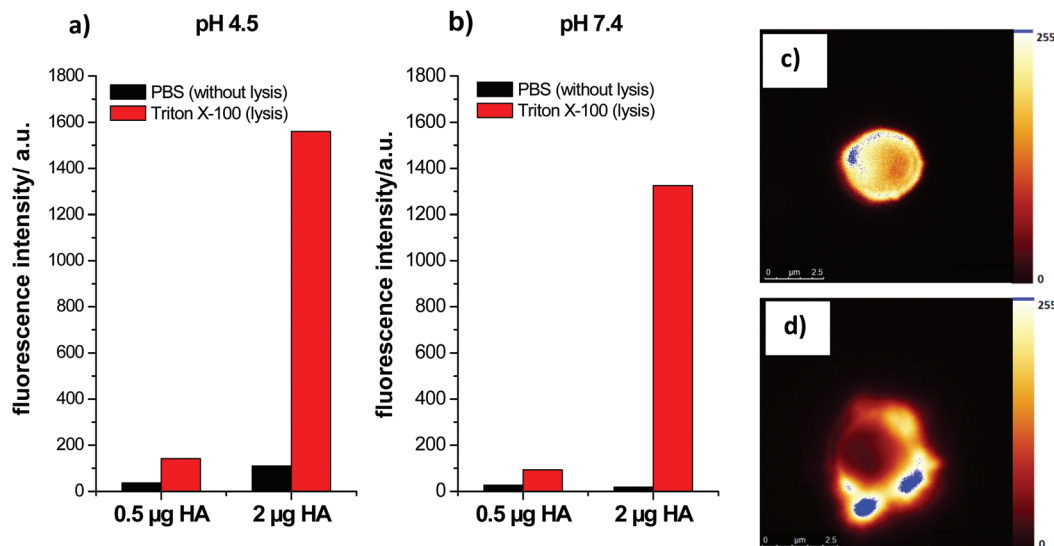 a)
pH 4.5
fluorescence intensity/ a.u.
1800
1600
1400
1200
1000
800
600
400
200
0
PBS (without lysis)
Triton X-100 (lysis)
0.5 µg HA
2 µg HA
b)
pH 7.4
fluorescence intensity/a.u.
1800
1600
1400
1200
1000
800
600
400
200
0
PBS (without lysis)
Triton X-100 (lysis)
0.5 µg HA
2 µg HA
c)
255
0
0 µm 2.5
d)
255
0
0 µm 2.5